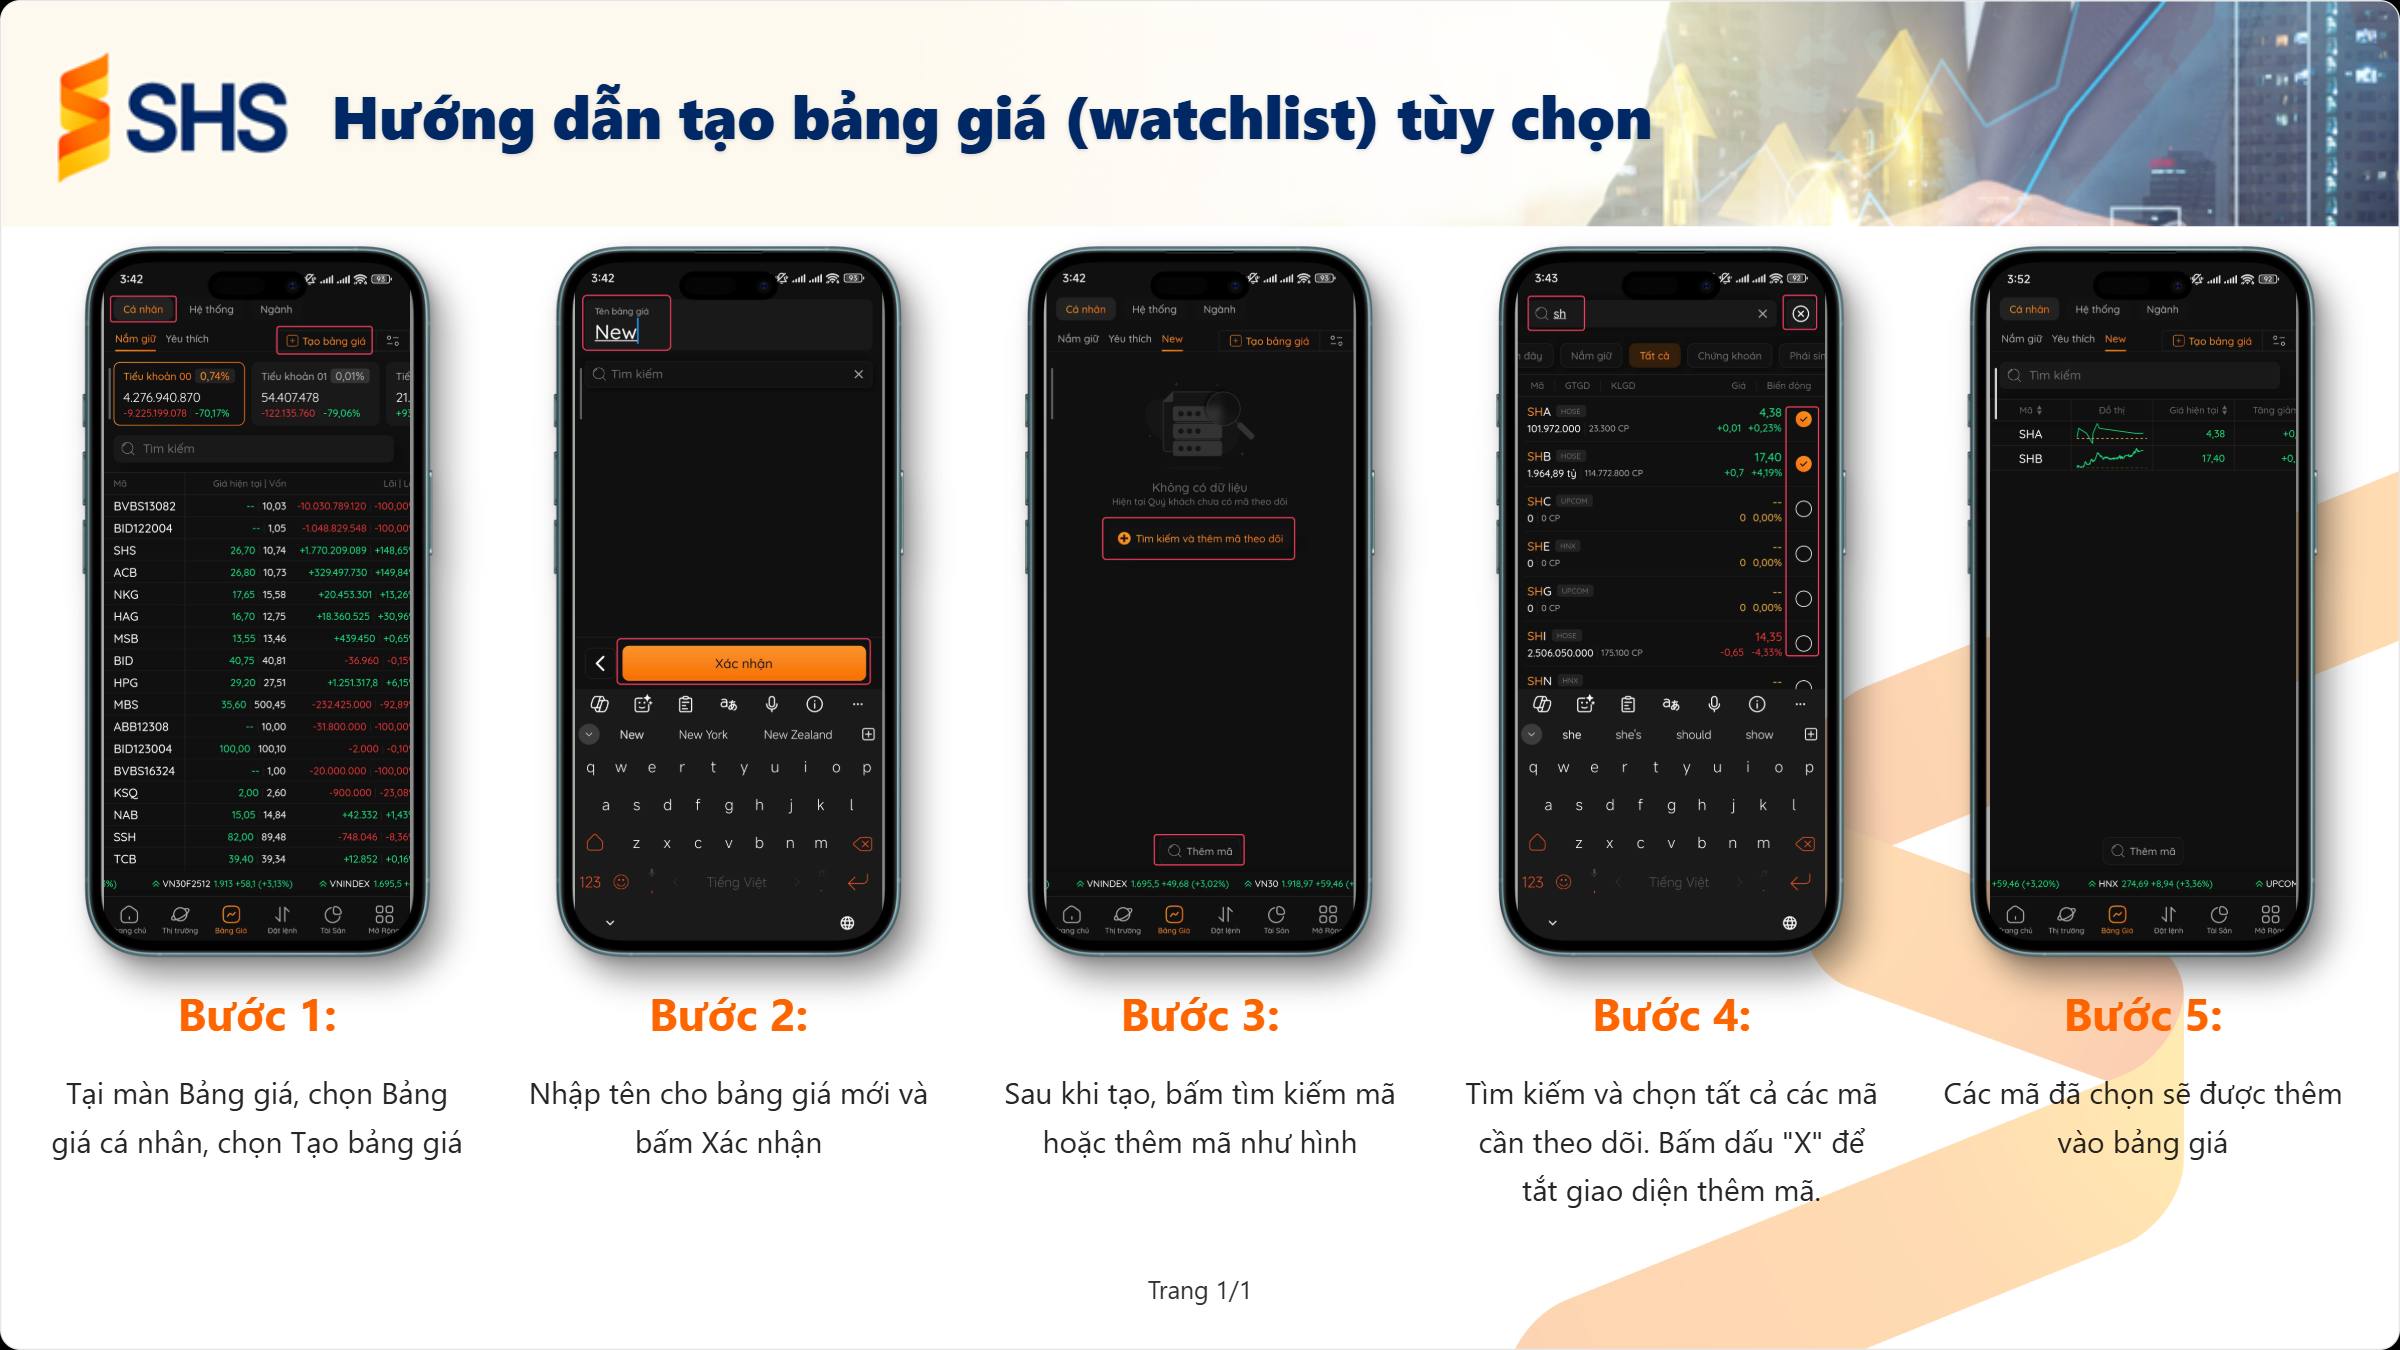 SHS
Hướng dẫn tạo bảng giá (watchlist) tùy chọn
3:42
93
Cá nhân Hệ thống Ngành
Nắm giữ Yêu thích Tạo bảng giá
Tiểu khoản 00 0,74% Tiểu khoản 01 0,01%
4.276.940.870 54.407.478 21.
-9.225.199.078 -70,17% -122.135.760 -79,06%
Tìm kiếm
Mã Giá hiện tại | Vốn Lãi |
BVBS13082 -- 10,03 -10.030.789.120 -100,00
BID122004 -- 1,05 -1.048.829.548 -100,00
SHS 26,70 10,74 +1.770.209.089 +148,65
ACB 26,80 10,73 +329.497.730 +149,84
NKG 17,65 15,58 +20.453.301 +13,26
HAG 16,70 12,75 +18.360.525 +30,96
MSB 13,55 13,46 +439.450 +0,65
BID 40,75 40,81 -36.960 -0,15
HPG 29,20 27,51 +1.251.317,8 +6,15
MBS 35,60 500,45 -232.425.000 -92,89
ABB12308 -- 10,00 -31.800.000 -100,00
BID123004 100,00 100,10 -2.000 -0,10
BVBS16324 -- 1,00 -20.000.000 -100,00
KSQ 2,00 2,60 -900.000 -23,08
NAB 15,05 14,84 +42.332 +1,43
SSH 82,00 89,48 -748.046 -8,36
TCB 39,40 39,34 +12.852 +0,16
VN30F2512 1.913 +58,1 (+3,13%) VNINDEX 1.695,5 +
Thị trường Bảng Giá Đặt lệnh Tài Sản Mở Rộng
3:42
93
Tên bảng giá
New
Tìm kiếm
Xác nhận
New New York New Zealand
q w e r t y u i o p
a s d f g h j k l
z x c v b n m
123 Tiếng Việt
3:42
93
Cá nhân Hệ thống Ngành
Nắm giữ Yêu thích New Tạo bảng giá
Không có dữ liệu
Hiện tại Quý khách chưa có mã theo dõi
Tìm kiếm và thêm mã theo dõi
Thêm mã
VNINDEX 1.695,5 +49,68 (+3,02%) VN30 1.918,97 +59,46 (+
Thị trường Bảng Giá Đặt lệnh Tài Sản Mở Rộng
3:43
92
sh
đây Nắm giữ Tất cả Chứng khoán Phái sin
Mã GTGD KLGD Giá Biến động
SHA HOSE 4,38
101.972.000 23.300 CP +0,01 +0,23%
SHB HOSE 17,40
1.964,89 tỷ 114.772.800 CP +0,7 +4,19%
SHC UPCOM --
0 0 CP 0 0,00%
SHE HNX --
0 0 CP 0 0,00%
SHG UPCOM --
0 0 CP 0 0,00%
SHI HOSE 14,35
2.506.050.000 175.100 CP -0,65 -4,33%
SHN HNX --
she she's should show
q w e r t y u i o p
a s d f g h j k l
z x c v b n m
123 Tiếng Việt
3:52
92
Cá nhân Hệ thống Ngành
Nắm giữ Yêu thích New Tạo bảng giá
Tìm kiếm
Mã Đồ thị Giá hiện tại Tăng giảm
SHA 4,38 +0,
SHB 17,40 +0,
Thêm mã
+59,46 (+3,20%) HNX 274,69 +8,94 (+3,36%) UPCOM
Thị trường Bảng Giá Đặt lệnh Tài Sản Mở Rộng
Bước 1:
Tại màn Bảng giá, chọn Bảng
giá cá nhân, chọn Tạo bảng giá
Bước 2:
Nhập tên cho bảng giá mới và
bấm Xác nhận
Bước 3:
Sau khi tạo, bấm tìm kiếm mã
hoặc thêm mã như hình
Bước 4:
Tìm kiếm và chọn tất cả các mã
cần theo dõi. Bấm dấu "X" để
tắt giao diện thêm mã.
Bước 5:
Các mã đã chọn sẽ được thêm
vào bảng giá
Trang 1/1